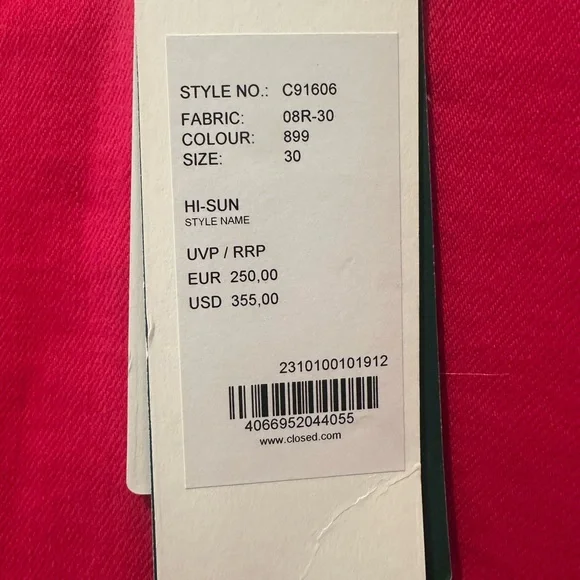 STYLE NO.: C91606
FABRIC: 08R-30
COLOUR: 899
SIZE: 30
HI-SUN
STYLE NAME
UVP / RRP
EUR 250,00
USD 355,00
2310100101912
4066952044055
www.closed.com